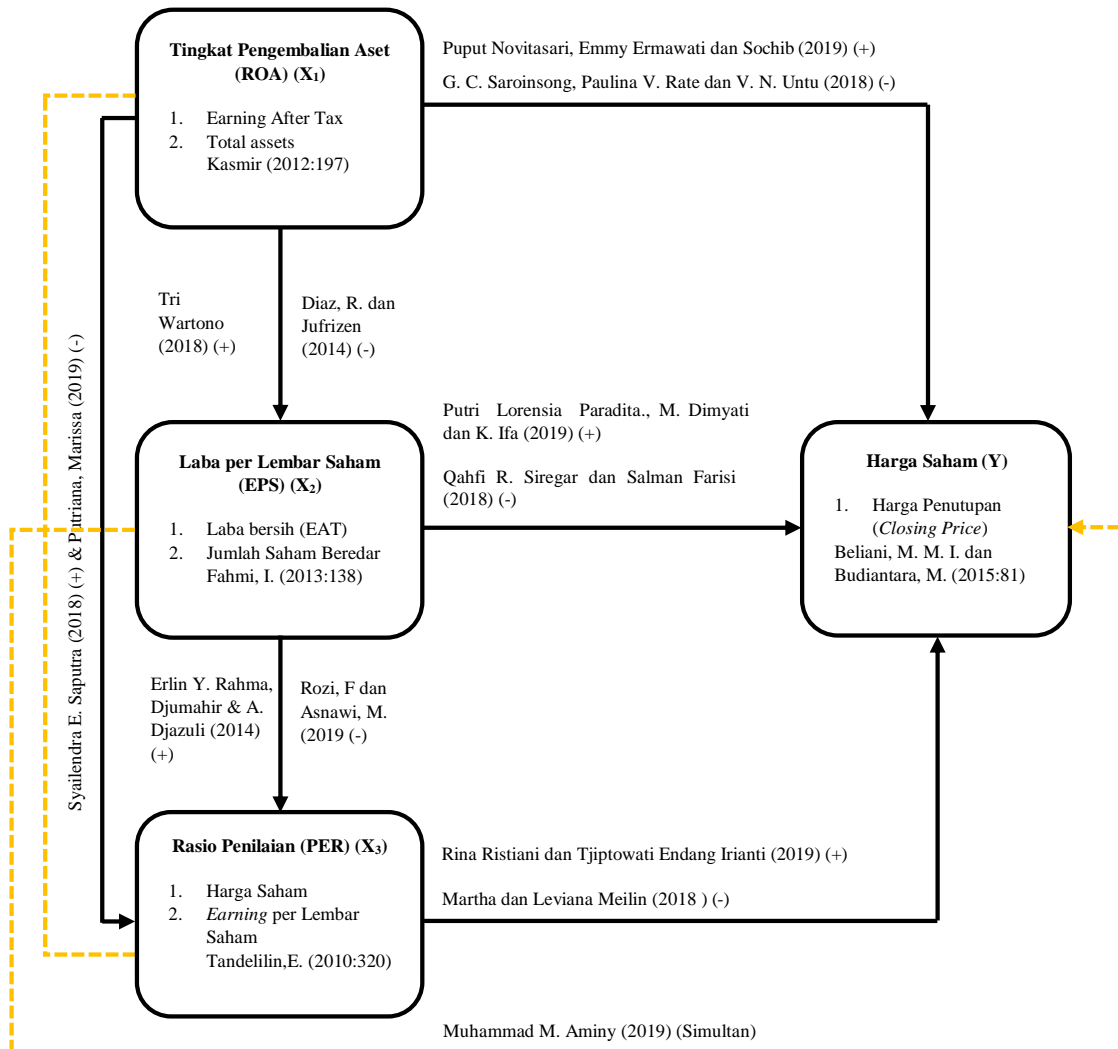 Tingkat Pengembalian Aset
(ROA) (X₁)
1. Earning After Tax
2. Total assets
Kasmir (2012:197)
Puput Novitasari, Emmy Ermawati dan Sochib (2019) (+)
G. C. Saroinsong, Paulina V. Rate dan V. N. Untu (2018) (-)
Syailendra E. Saputra (2018) (+) & Putriana, Marissa (2019) (-)
Tri
Wartono
(2018) (+)
Diaz, R. dan
Jufrizen
(2014) (-)
Laba per Lembar Saham
(EPS) (X₂)
1. Laba bersih (EAT)
2. Jumlah Saham Beredar
Fahmi, I. (2013:138)
Putri Lorensia Paradita., M. Dimyati
dan K. Ifa (2019) (+)
Qahfi R. Siregar dan Salman Farisi
(2018) (-)
Harga Saham (Y)
1. Harga Penutupan
(Closing Price)
Beliani, M. M. I. dan
Budiantara, M. (2015:81)
Erlin Y. Rahma,
Djumahir & A.
Djazuli (2014)
(+)
Rozi, F dan
Asnawi, M.
(2019 (-)
Rasio Penilaian (PER) (X₃)
1. Harga Saham
2. Earning per Lembar
Saham
Tandelilin,E. (2010:320)
Rina Ristiani dan Tjiptowati Endang Irianti (2019) (+)
Martha dan Leviana Meilin (2018 ) (-)
Muhammad M. Aminy (2019) (Simultan)